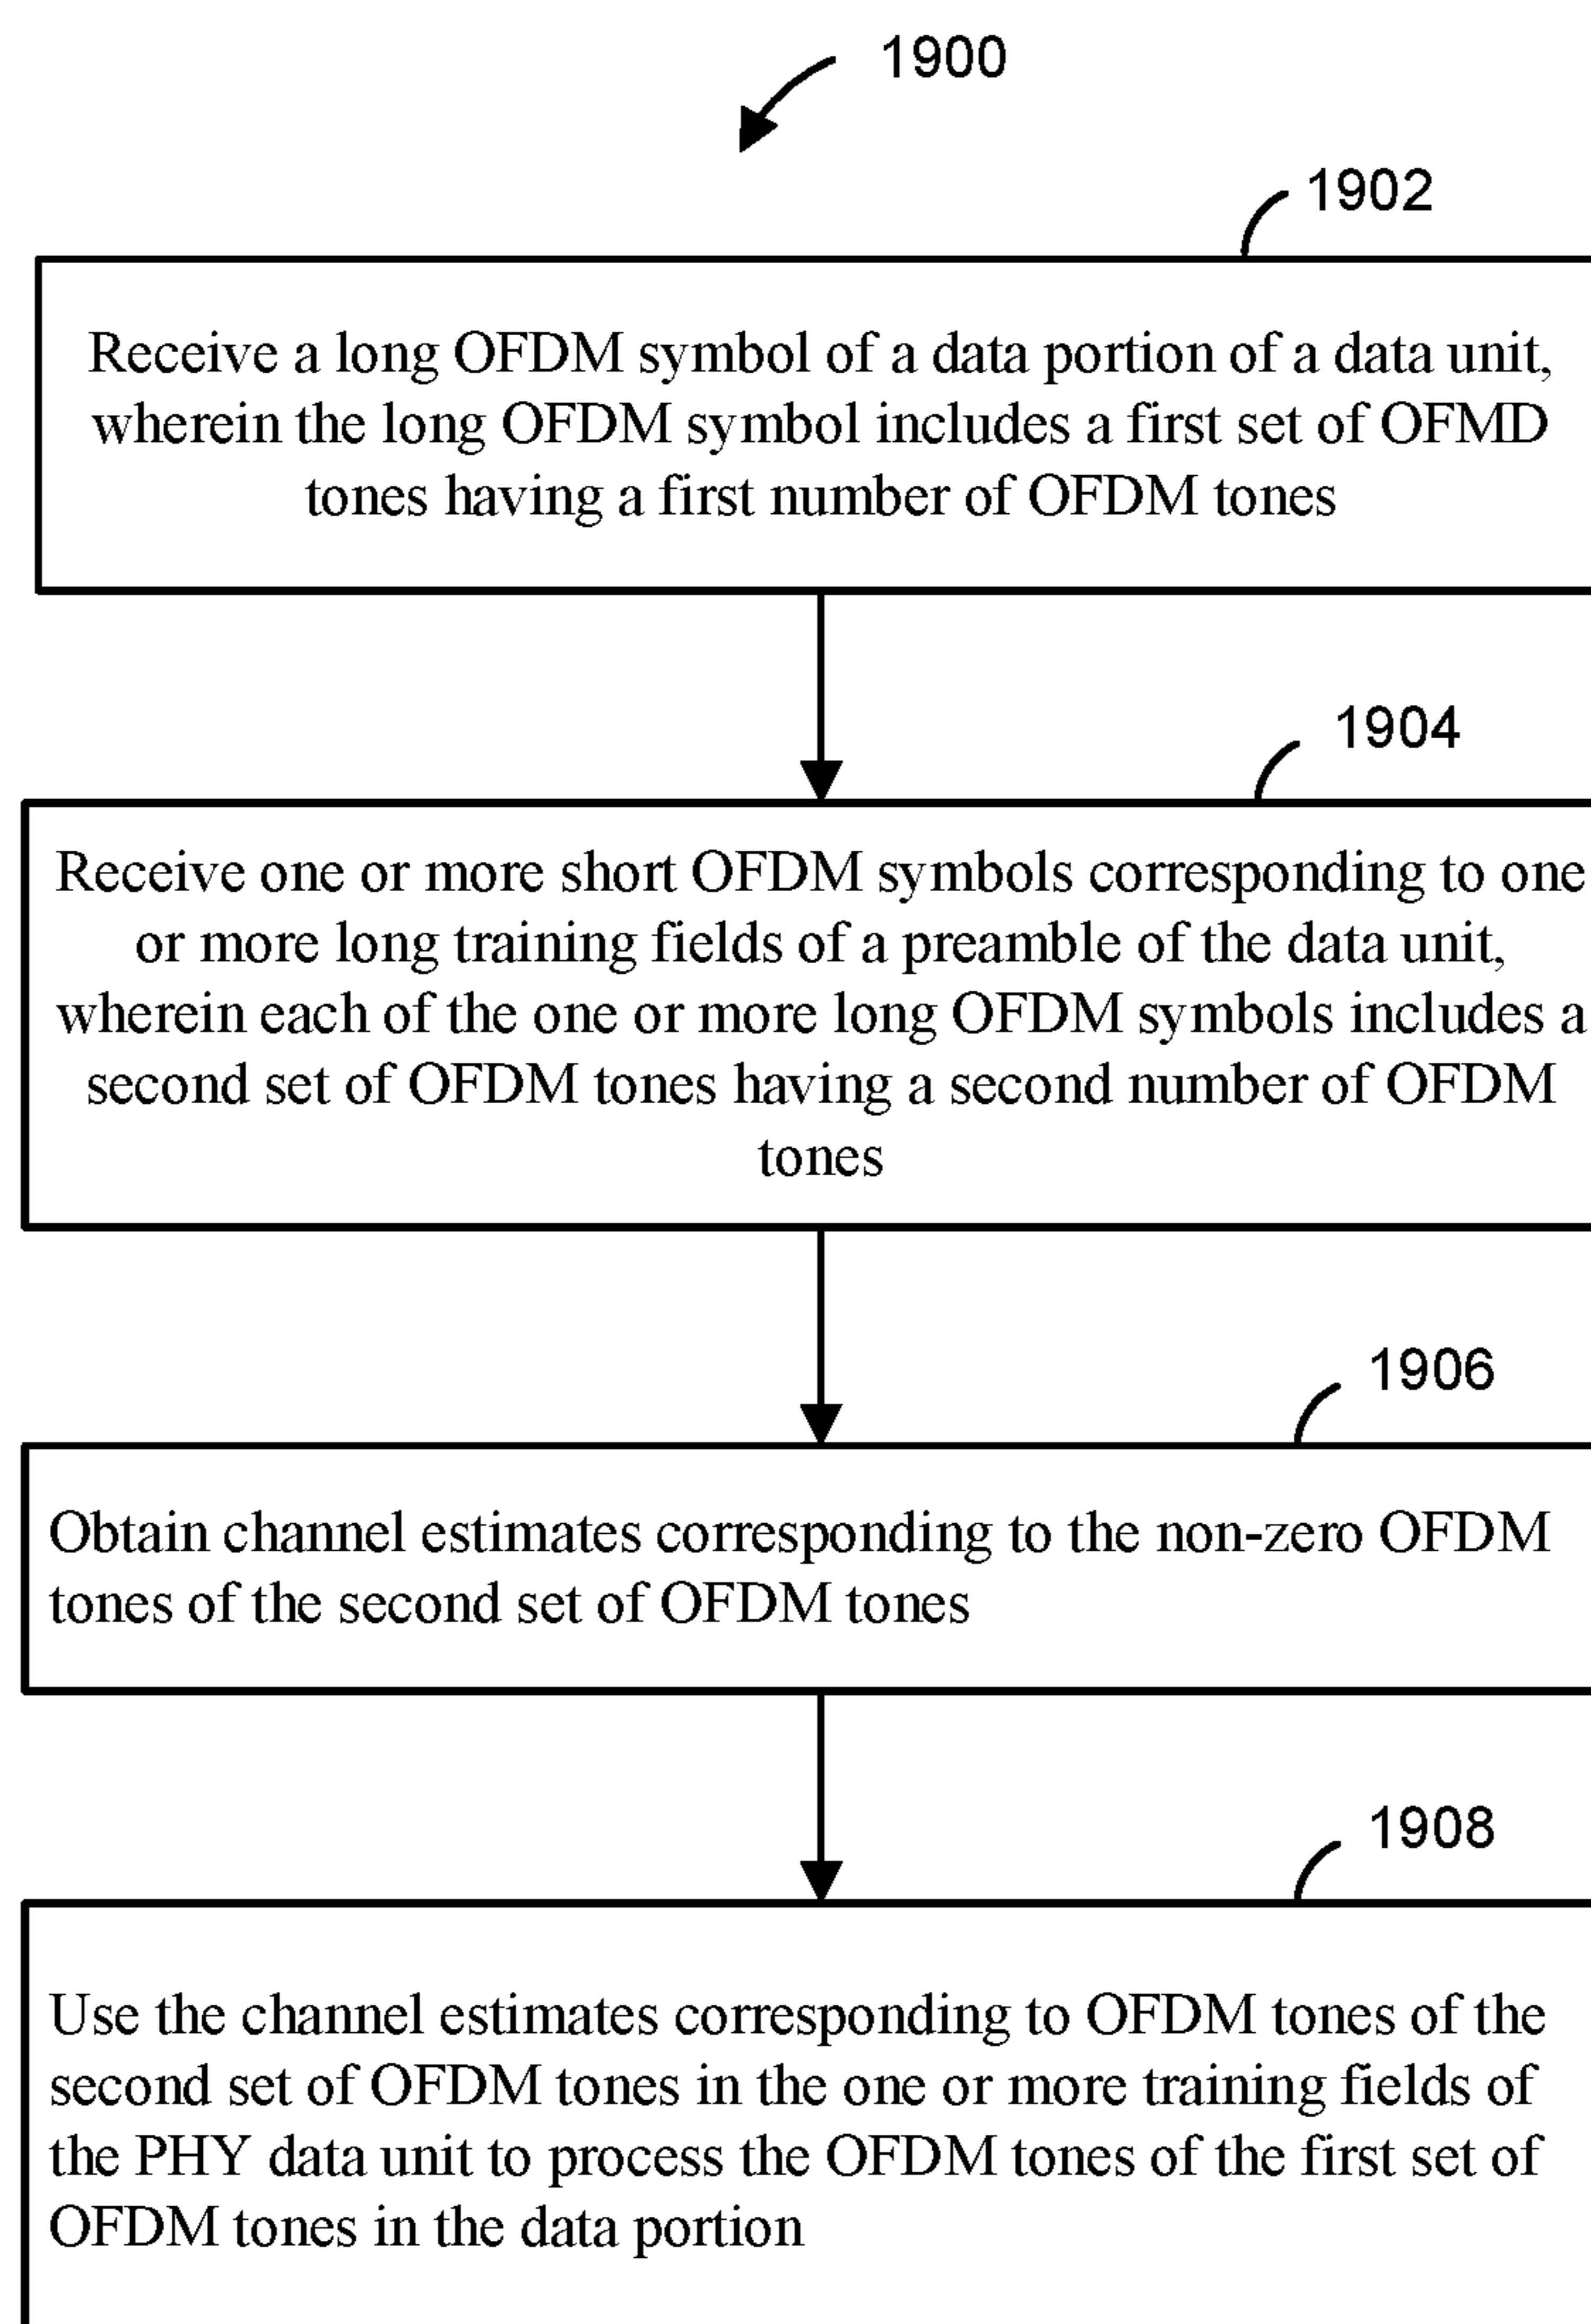 1900
1902
Receive a long OFDM symbol of a data portion of a data unit,
wherein the long OFDM symbol includes a first set of OFMD
tones having a first number of OFDM tones
1904
Receive one or more short OFDM symbols corresponding to one
or more long training fields of a preamble of the data unit,
wherein each of the one or more long OFDM symbols includes a
second set of OFDM tones having a second number of OFDM
tones
1906
Obtain channel estimates corresponding to the non-zero OFDM
tones of the second set of OFDM tones
1908
Use the channel estimates corresponding to OFDM tones of the
second set of OFDM tones in the one or more training fields of
the PHY data unit to process the OFDM tones of the first set of
OFDM tones in the data portion